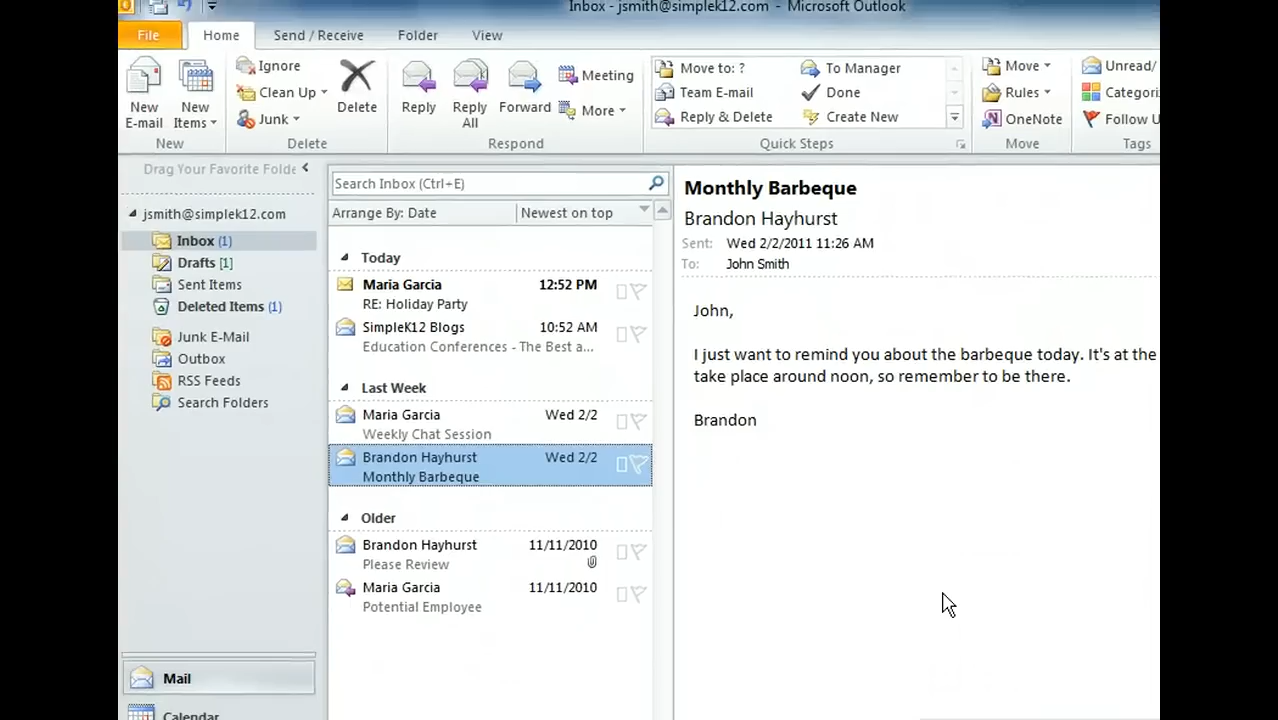 Inbox - jsmith@simplek12.com - Microsoft Outlook
File Home Send / Receive Folder View
New E-mail
New Items
New
Ignore
Clean Up
Junk
Delete
Delete
Reply
Reply All
Forward
Meeting
More
Respond
Move to: ?
Team E-mail
Reply & Delete
To Manager
Done
Create New
Quick Steps
Move
Rules
OneNote
Move
Unread/
Categori
Follow U
Tags
Drag Your Favorite Folde
jsmith@simplek12.com
Inbox (1)
Drafts [1]
Sent Items
Deleted Items (1)
Junk E-Mail
Outbox
RSS Feeds
Search Folders
Mail
Calendar
Search Inbox (Ctrl+E)
Arrange By: Date Newest on top
Today
Maria Garcia 12:52 PM
RE: Holiday Party
SimpleK12 Blogs 10:52 AM
Education Conferences - The Best a...
Last Week
Maria Garcia Wed 2/2
Weekly Chat Session
Brandon Hayhurst Wed 2/2
Monthly Barbeque
Older
Brandon Hayhurst 11/11/2010
Please Review
Maria Garcia 11/11/2010
Potential Employee
Monthly Barbeque
Brandon Hayhurst
Sent: Wed 2/2/2011 11:26 AM
To: John Smith
John,
I just want to remind you about the barbeque today. It's at the
take place around noon, so remember to be there.
Brandon